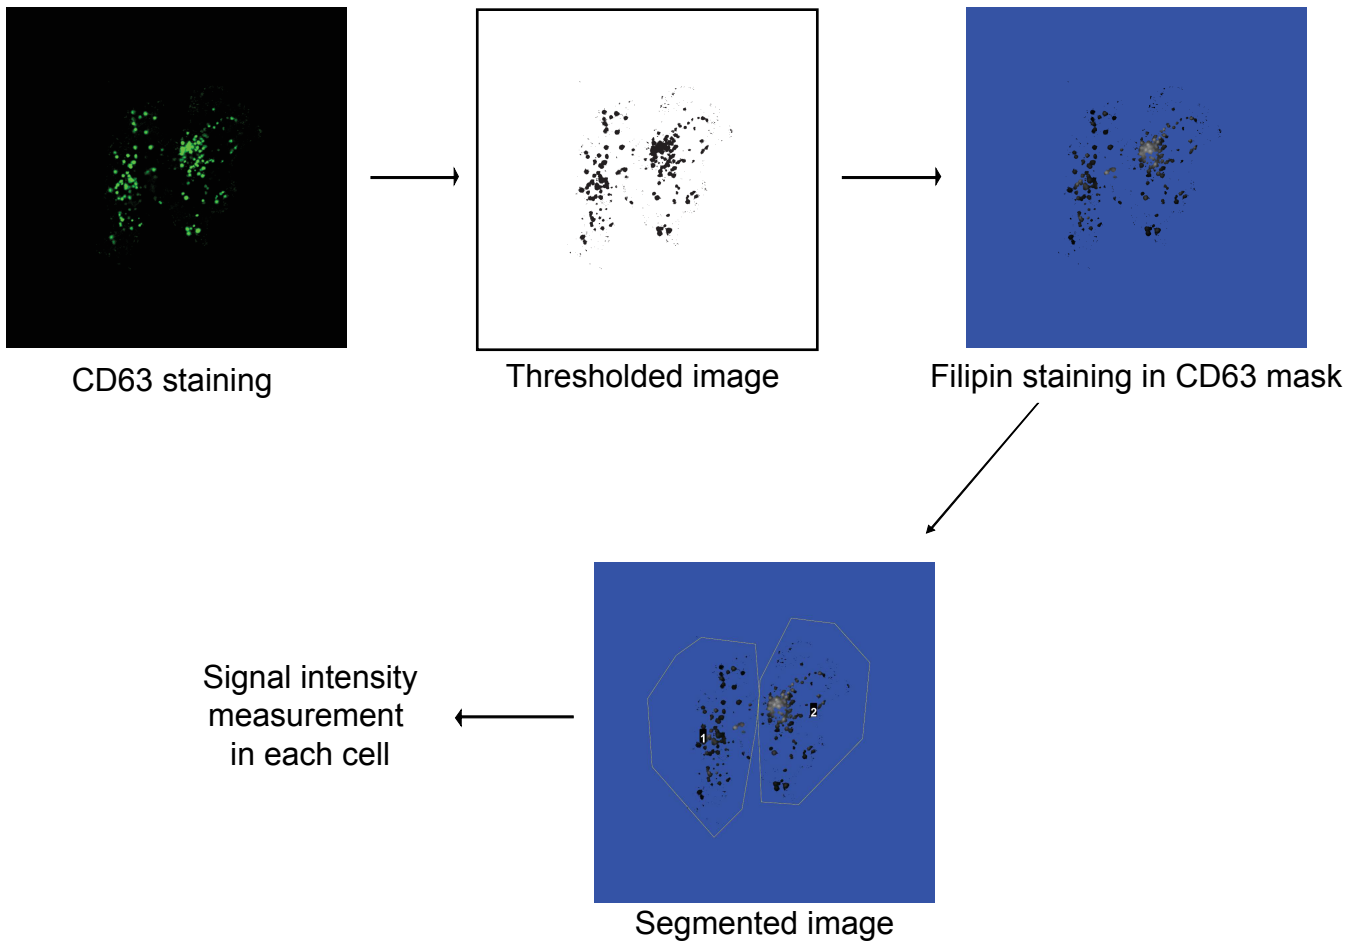 CD63 staining
Thresholded image
Filipin staining in CD63 mask
1
2
Signal intensity
measurement
in each cell
Segmented image